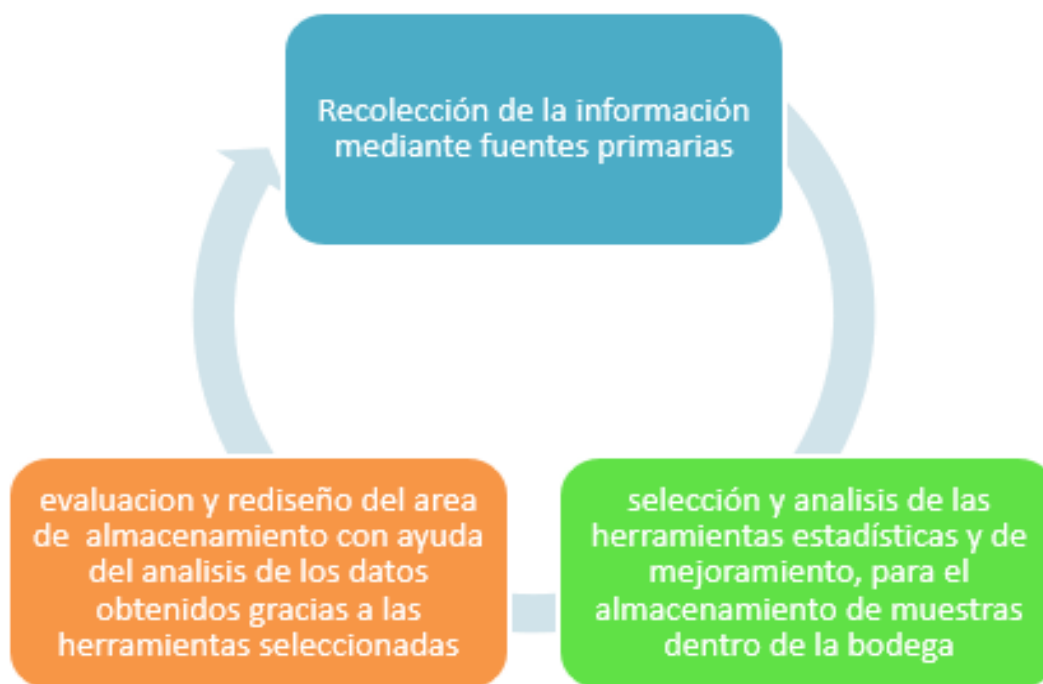 Recolección de la información
mediante fuentes primarias
selección y analisis de las
herramientas estadísticas y de
mejoramiento, para el
almacenamiento de muestras
dentro de la bodega
evaluacion y rediseño del area
de almacenamiento con ayuda
del analisis de los datos
obtenidos gracias a las
herramientas seleccionadas